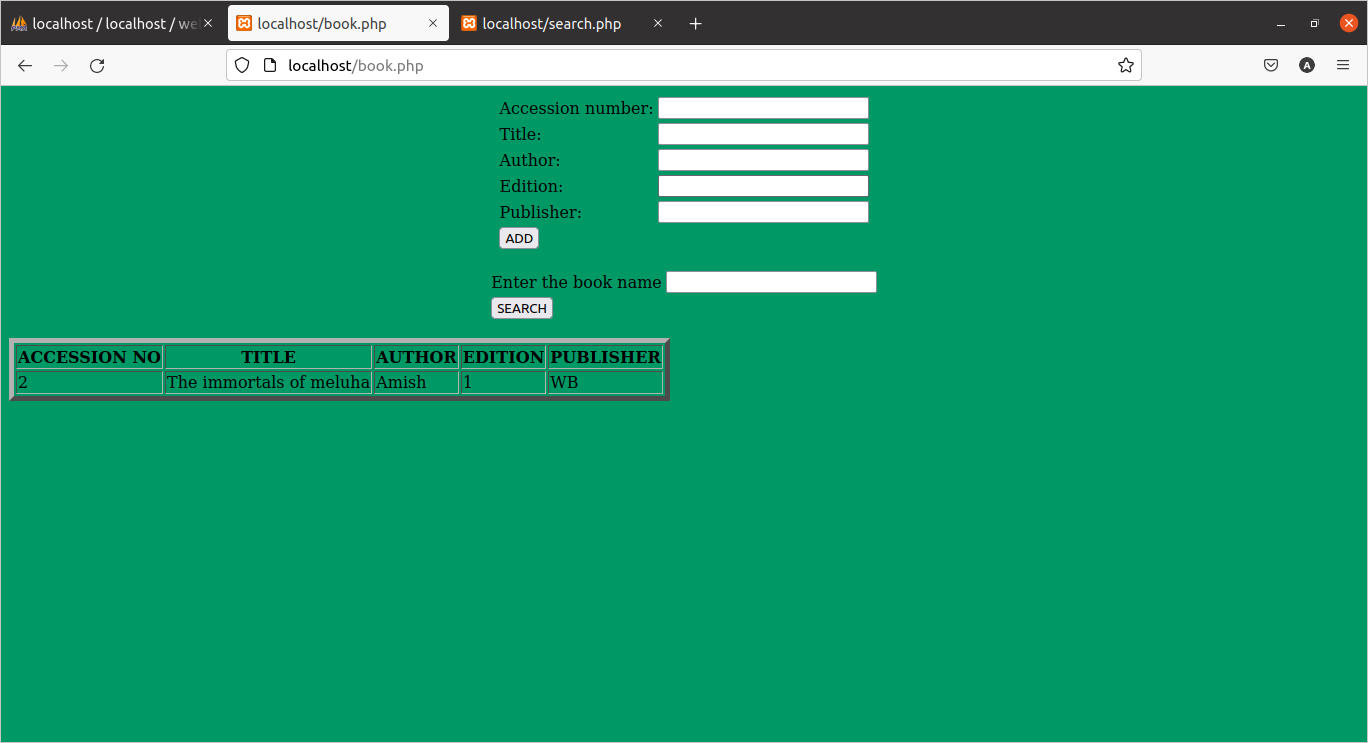 localhost / localhost / we
localhost/book.php
localhost/search.php
localhost/book.php
A
Accession number:
Title:
Author:
Edition:
Publisher:
ADD
Enter the book name
SEARCH
ACCESSION NO TITLE AUTHOR EDITION PUBLISHER
2 The immortals of meluha Amish 1 WB